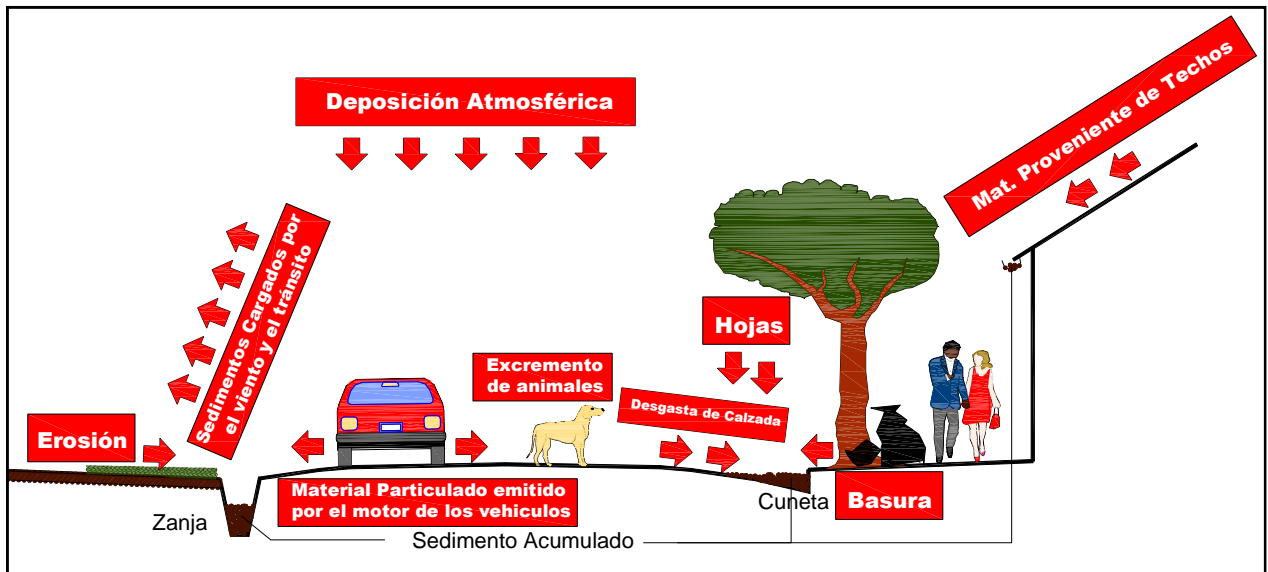 Deposición Atmosférica
Mat. Proveniente de Techos
Sedimentos Cargados por
el viento y el tránsito
Hojas
Excremento
de animales
Desgasta de Calzada
Erosión
Material Particulado emitido
por el motor de los vehiculos
Zanja
Cuneta
Basura
Sedimento Acumulado